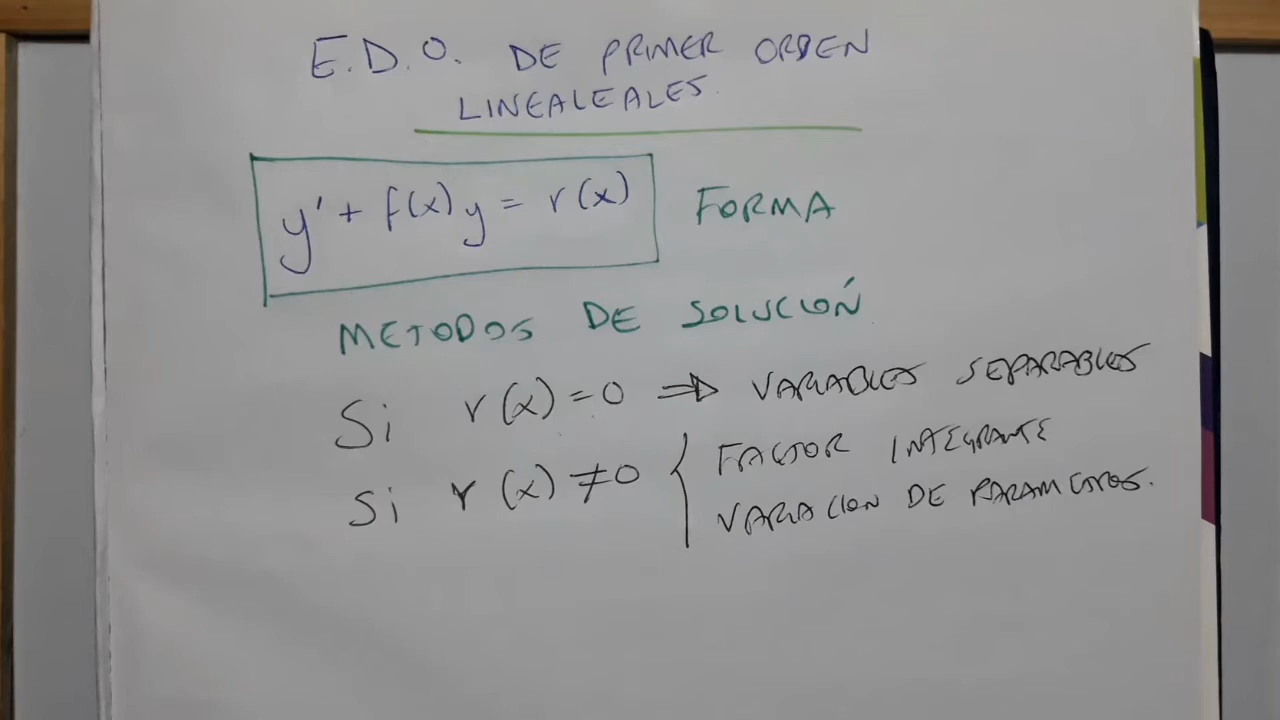 E.D.O. DE PRIMER ORDEN
LINEALEALES.
y' + f(x)y = r(x) FORMA
METODOS DE SOLUCIÓN
Si r(x) = 0 ⇒ VARIABLES SEPARABLES
Si r(x) ≠ 0 { FACTOR INTEGRANTE
VARIACION DE PARAMETROS.